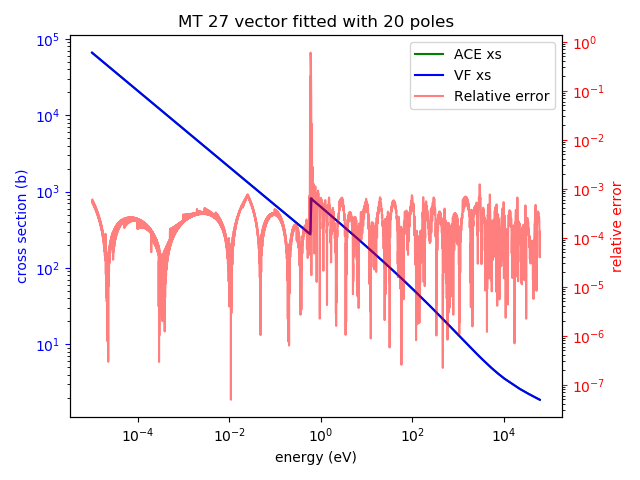 MT 27 vector fitted with 20 poles
ACE xs
VF xs
Relative error
cross section (b)
10^5
10^4
10^3
10^2
10^1
10^0
10^-1
10^-2
10^-3
10^-4
10^-5
10^-6
10^-7
relative error
10^-4
10^-2
10^0
10^2
10^4
energy (eV)